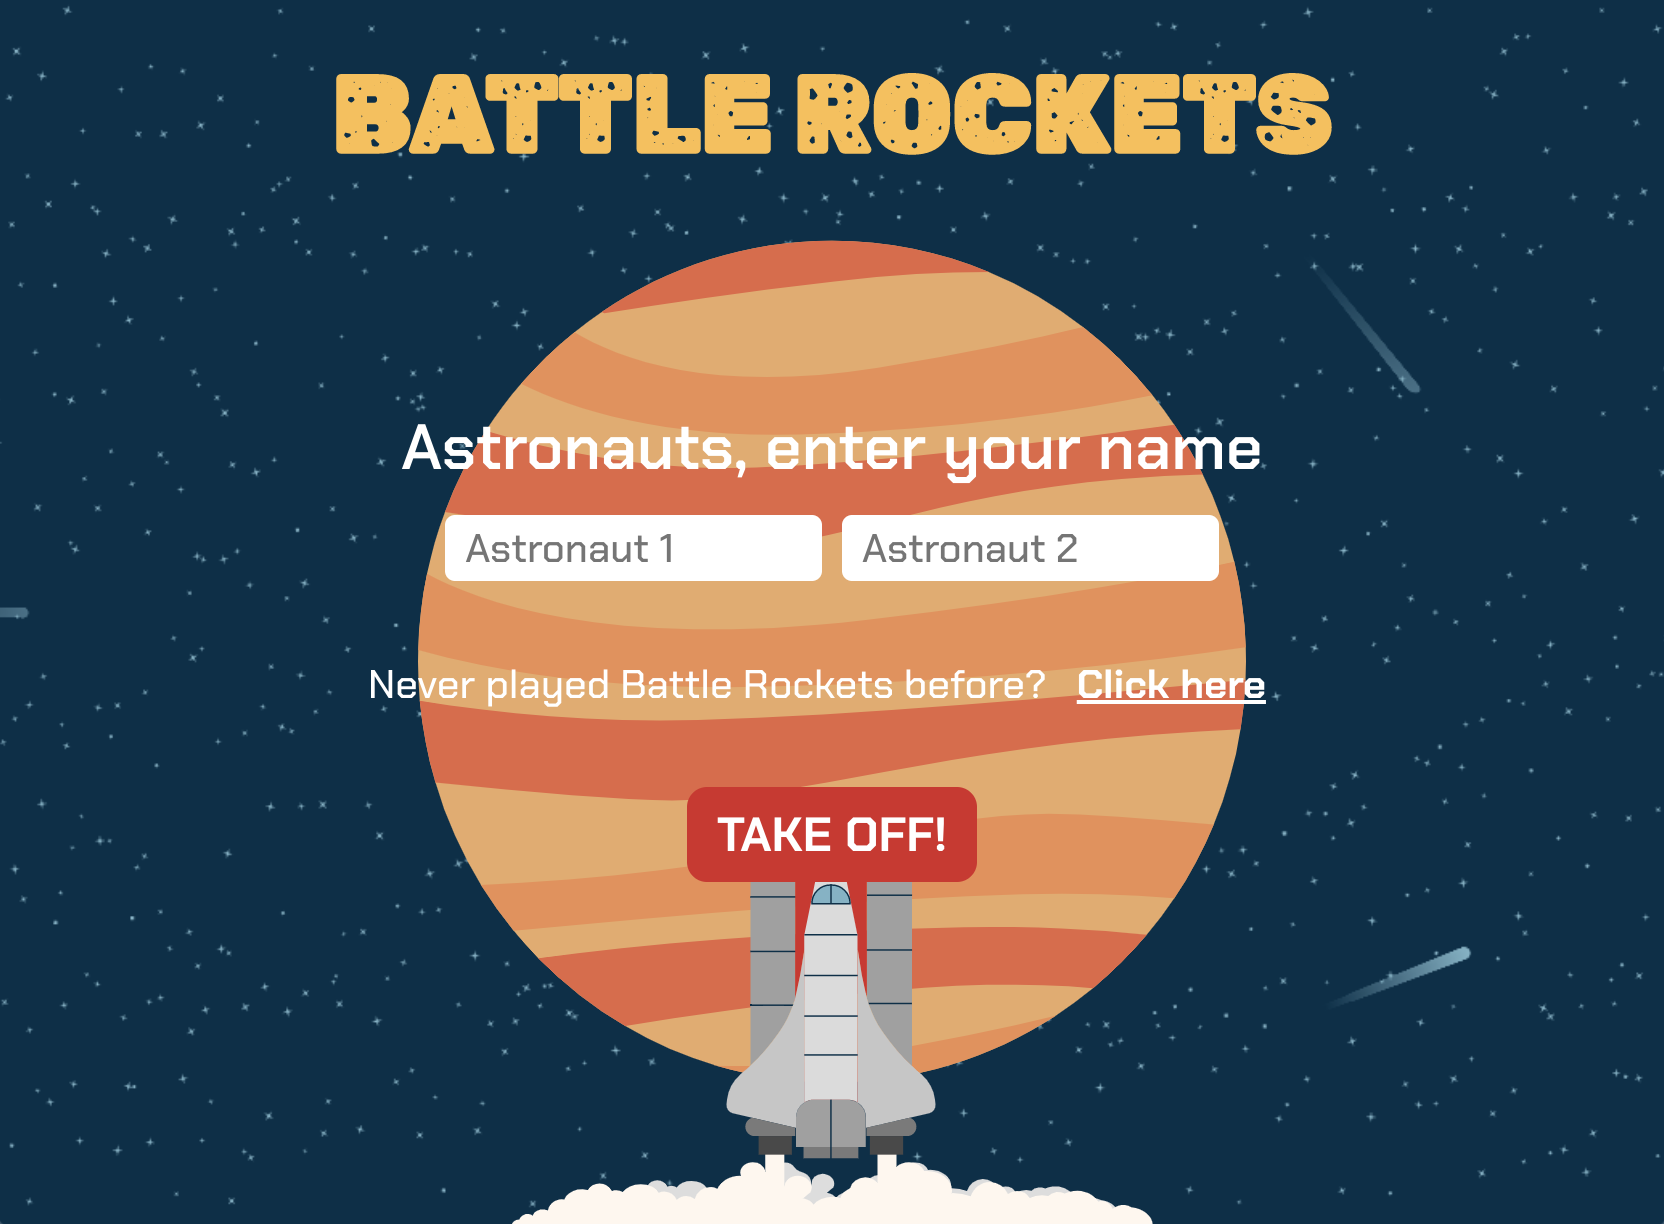 BATTLE ROCKETS
Astronauts, enter your name
Astronaut 1 Astronaut 2
Never played Battle Rockets before? Click here
TAKE OFF!